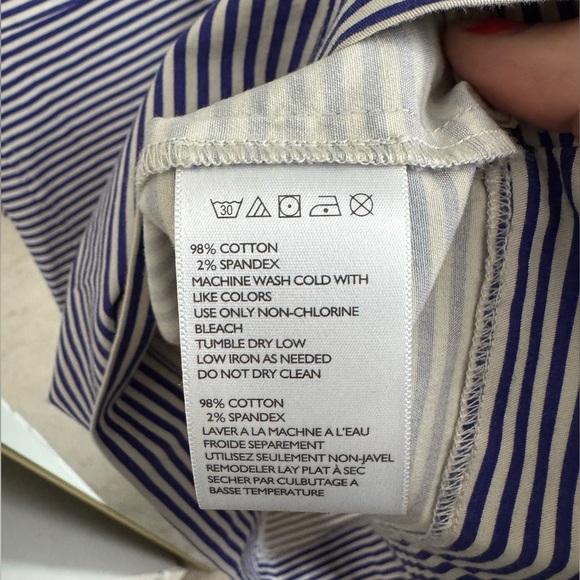 30
98% COTTON
2% SPANDEX
MACHINE WASH COLD WITH
LIKE COLORS
USE ONLY NON-CHLORINE
BLEACH
TUMBLE DRY LOW
LOW IRON AS NEEDED
DO NOT DRY CLEAN
98% COTTON
2% SPANDEX
LAVER A LA MACHINE A L'EAU
FROIDE SEPAREMENT
UTILISEZ SEULEMENT NON-JAVEL
REMODELER LAY PLAT À SEC
SECHER PAR CULBUTAGE A
BASSE TEMPERATURE